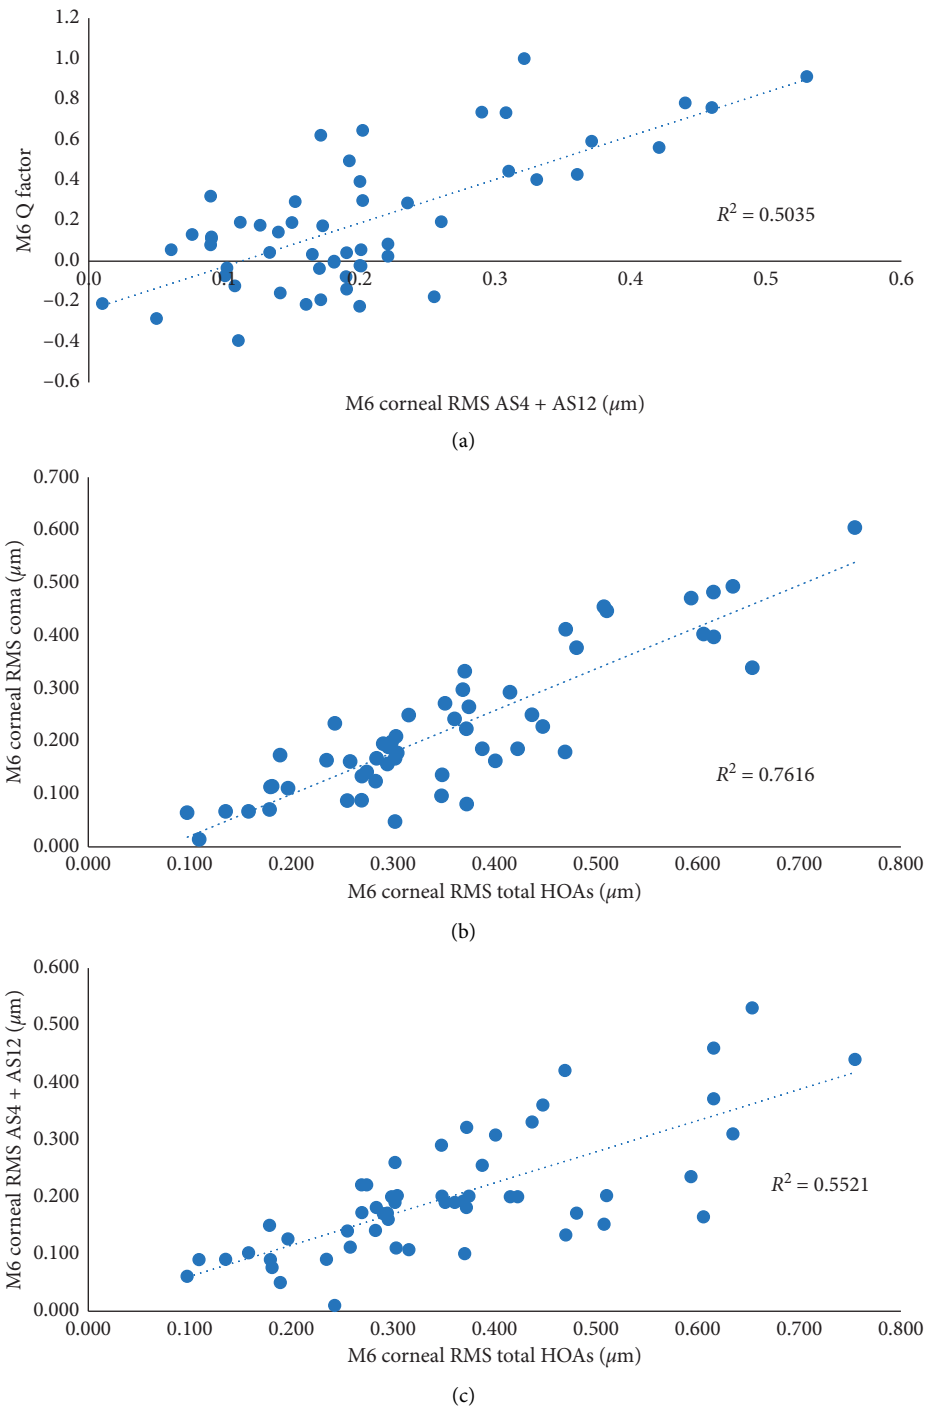 1.2
1.0
0.8
0.6
0.4
0.2
0.0
–0.2
–0.4
–0.6
M6 Q factor
R² = 0.5035
0.0 0.1 0.2 0.3 0.4 0.5 0.6
M6 corneal RMS AS4 + AS12 (μm)
(a)
0.700
0.600
0.500
0.400
0.300
0.200
0.100
0.000
M6 corneal RMS coma (μm)
R² = 0.7616
0.000 0.100 0.200 0.300 0.400 0.500 0.600 0.700 0.800
M6 corneal RMS total HOAs (μm)
(b)
0.600
0.500
0.400
0.300
0.200
0.100
0.000
M6 corneal RMS AS4 + AS12 (μm)
R² = 0.5521
0.000 0.100 0.200 0.300 0.400 0.500 0.600 0.700 0.800
M6 corneal RMS total HOAs (μm)
(c)